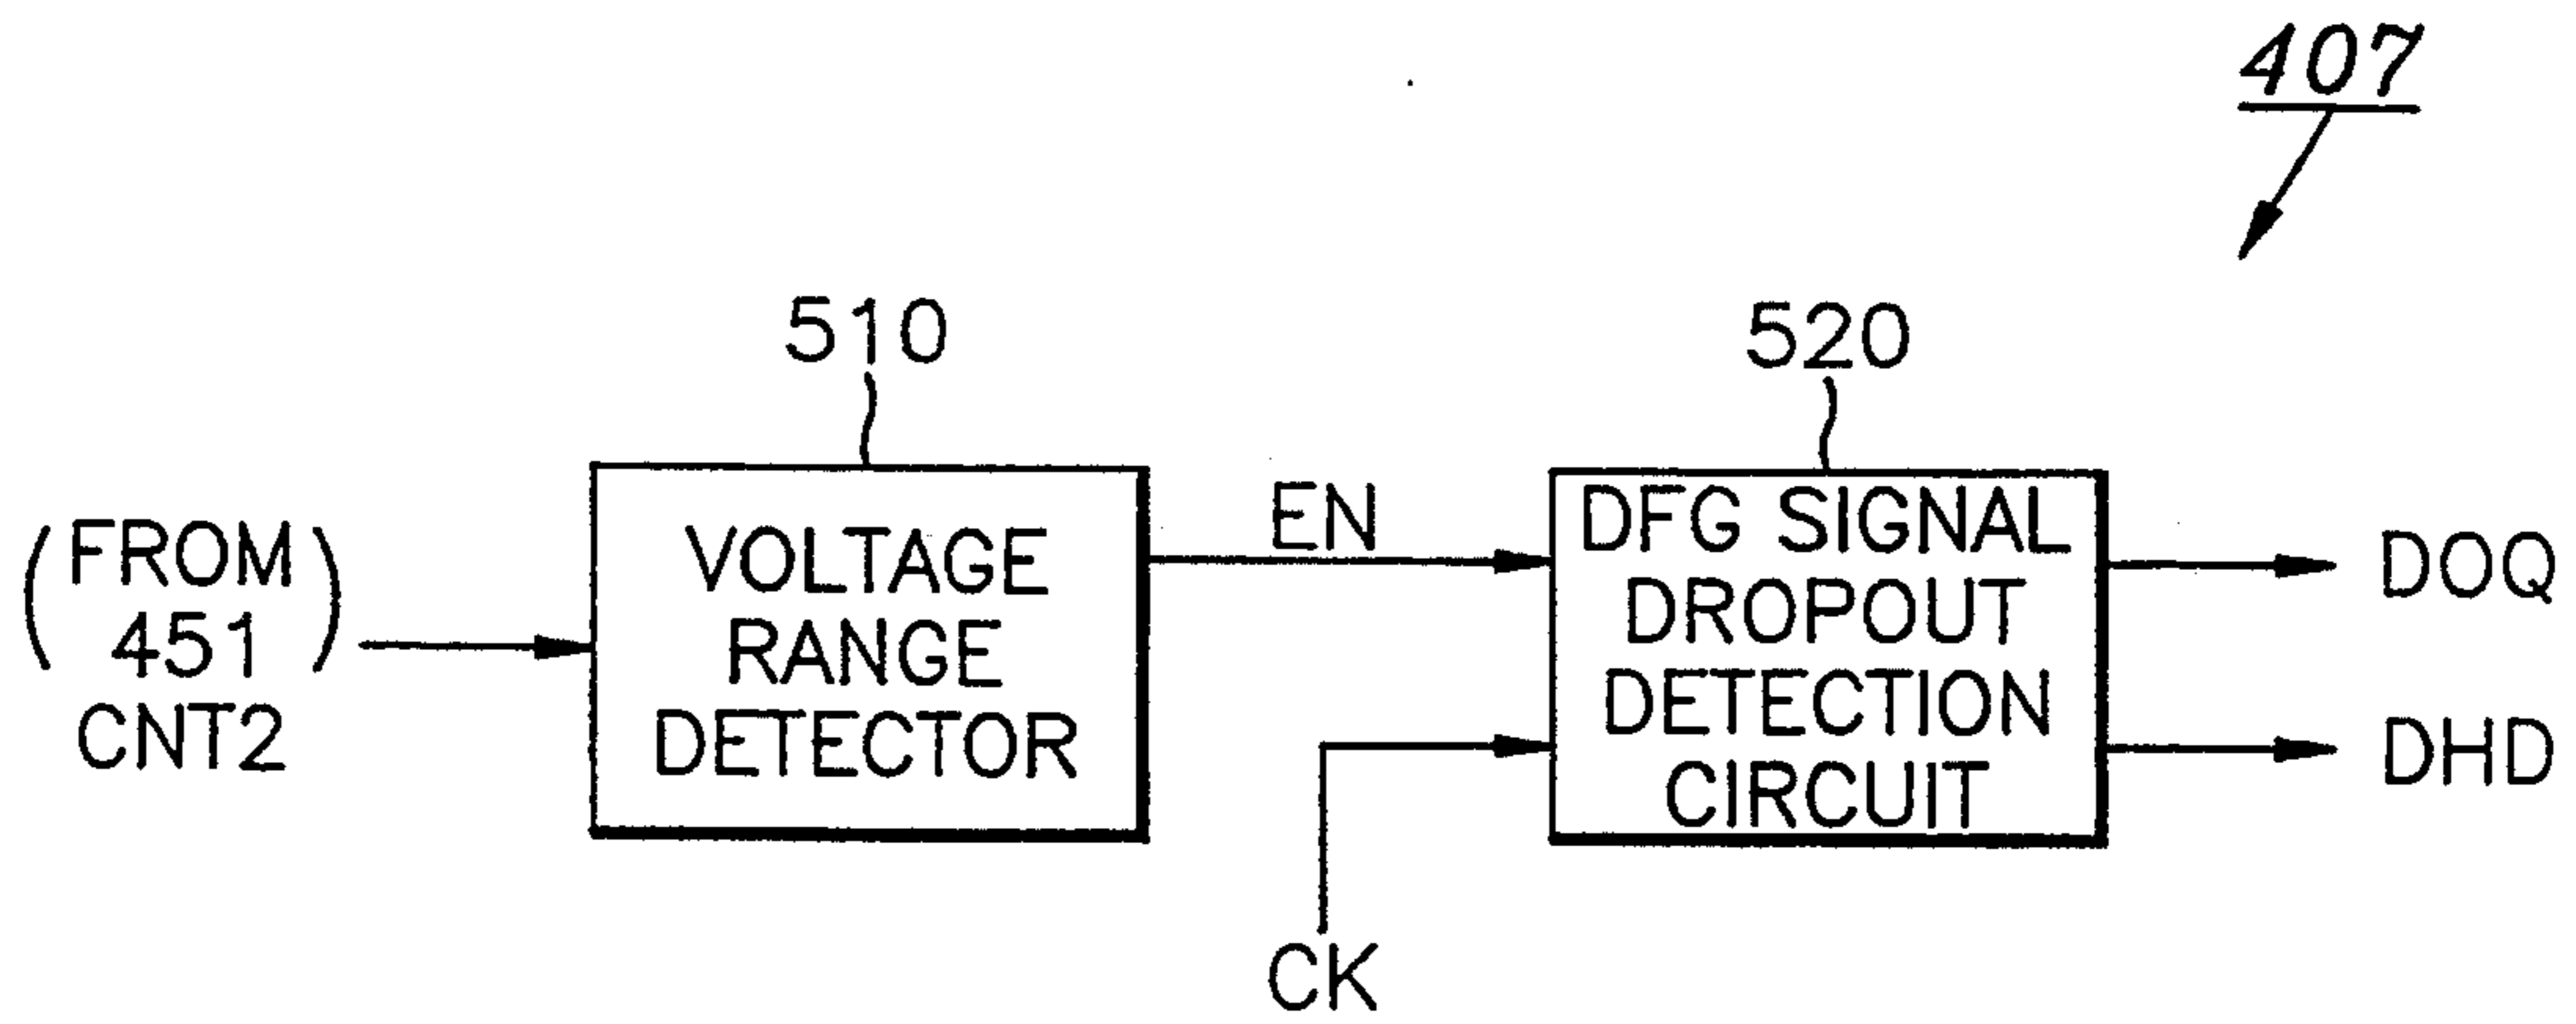 407
510
520
(FROM
451)
CNT2
VOLTAGE
RANGE
DETECTOR
EN
CK
DFG SIGNAL
DROPOUT
DETECTION
CIRCUIT
DOQ
DHD